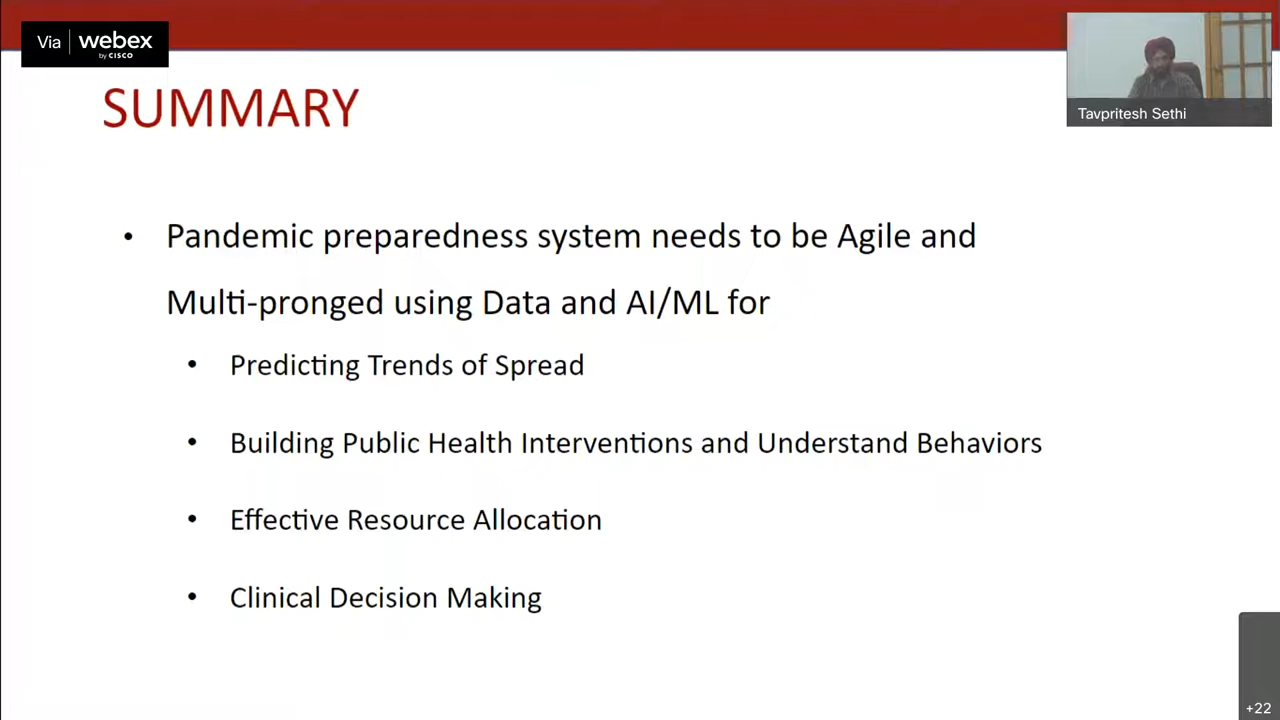 Via webex
by CISCO
Tavpritesh Sethi
SUMMARY
• Pandemic preparedness system needs to be Agile and
Multi-pronged using Data and AI/ML for
• Predicting Trends of Spread
• Building Public Health Interventions and Understand Behaviors
• Effective Resource Allocation
• Clinical Decision Making
+22